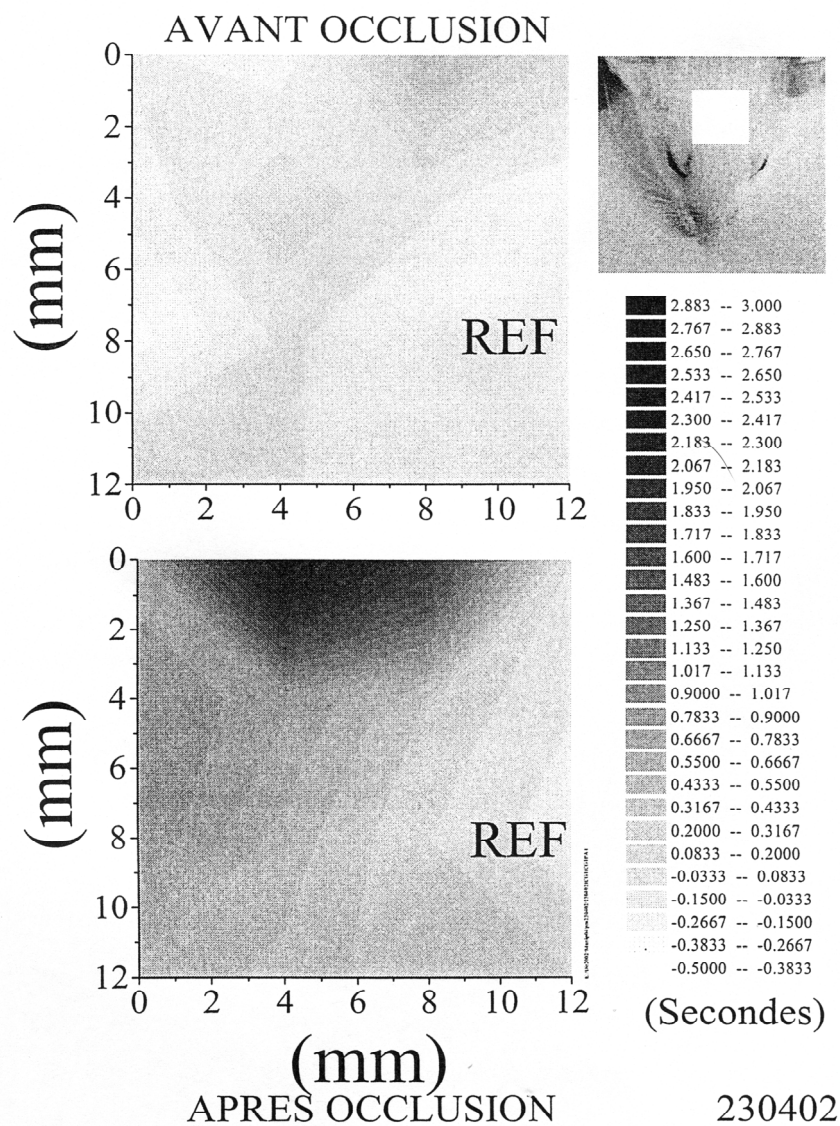 AVANT OCCLUSION
0
2
4
6
8
10
12
0 2 4 6 8 10 12
(mm)
REF
0
2
4
6
8
10
12
0 2 4 6 8 10 12
(mm)
REF
(mm)
APRES OCCLUSION
2.883 -- 3.000
2.767 -- 2.883
2.650 -- 2.767
2.533 -- 2.650
2.417 -- 2.533
2.300 -- 2.417
2.183 -- 2.300
2.067 -- 2.183
1.950 -- 2.067
1.833 -- 1.950
1.717 -- 1.833
1.600 -- 1.717
1.483 -- 1.600
1.367 -- 1.483
1.250 -- 1.367
1.133 -- 1.250
1.017 -- 1.133
0.9000 -- 1.017
0.7833 -- 0.9000
0.6667 -- 0.7833
0.5500 -- 0.6667
0.4333 -- 0.5500
0.3167 -- 0.4333
0.2000 -- 0.3167
0.0833 -- 0.2000
-0.0333 -- 0.0833
-0.1500 -- -0.0333
-0.2667 -- -0.1500
-0.3833 -- -0.2667
-0.5000 -- -0.3833
(Secondes)
230402